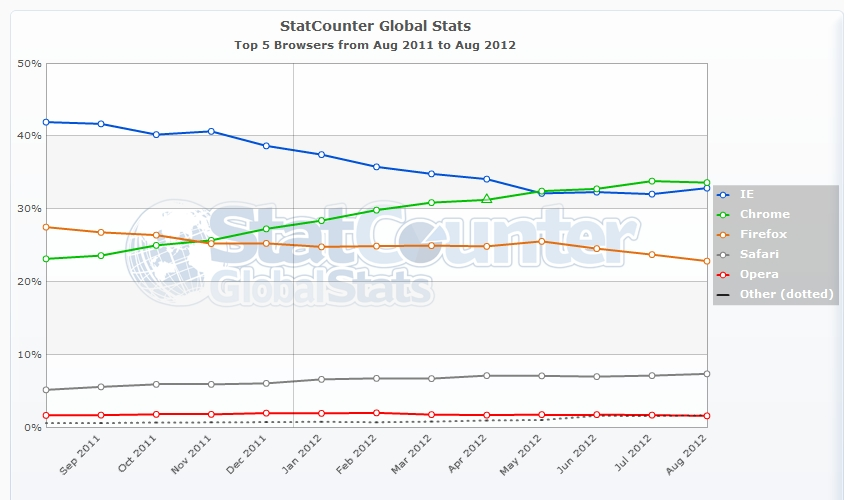 StatCounter Global Stats
Top 5 Browsers from Aug 2011 to Aug 2012
50%
40%
30%
20%
10%
0%
StatCounter
GlobalStats
IE
Chrome
Firefox
Safari
Opera
Other (dotted)
Sep 2011
Oct 2011
Nov 2011
Dec 2011
Jan 2012
Feb 2012
Mar 2012
Apr 2012
May 2012
Jun 2012
Jul 2012
Aug 2012